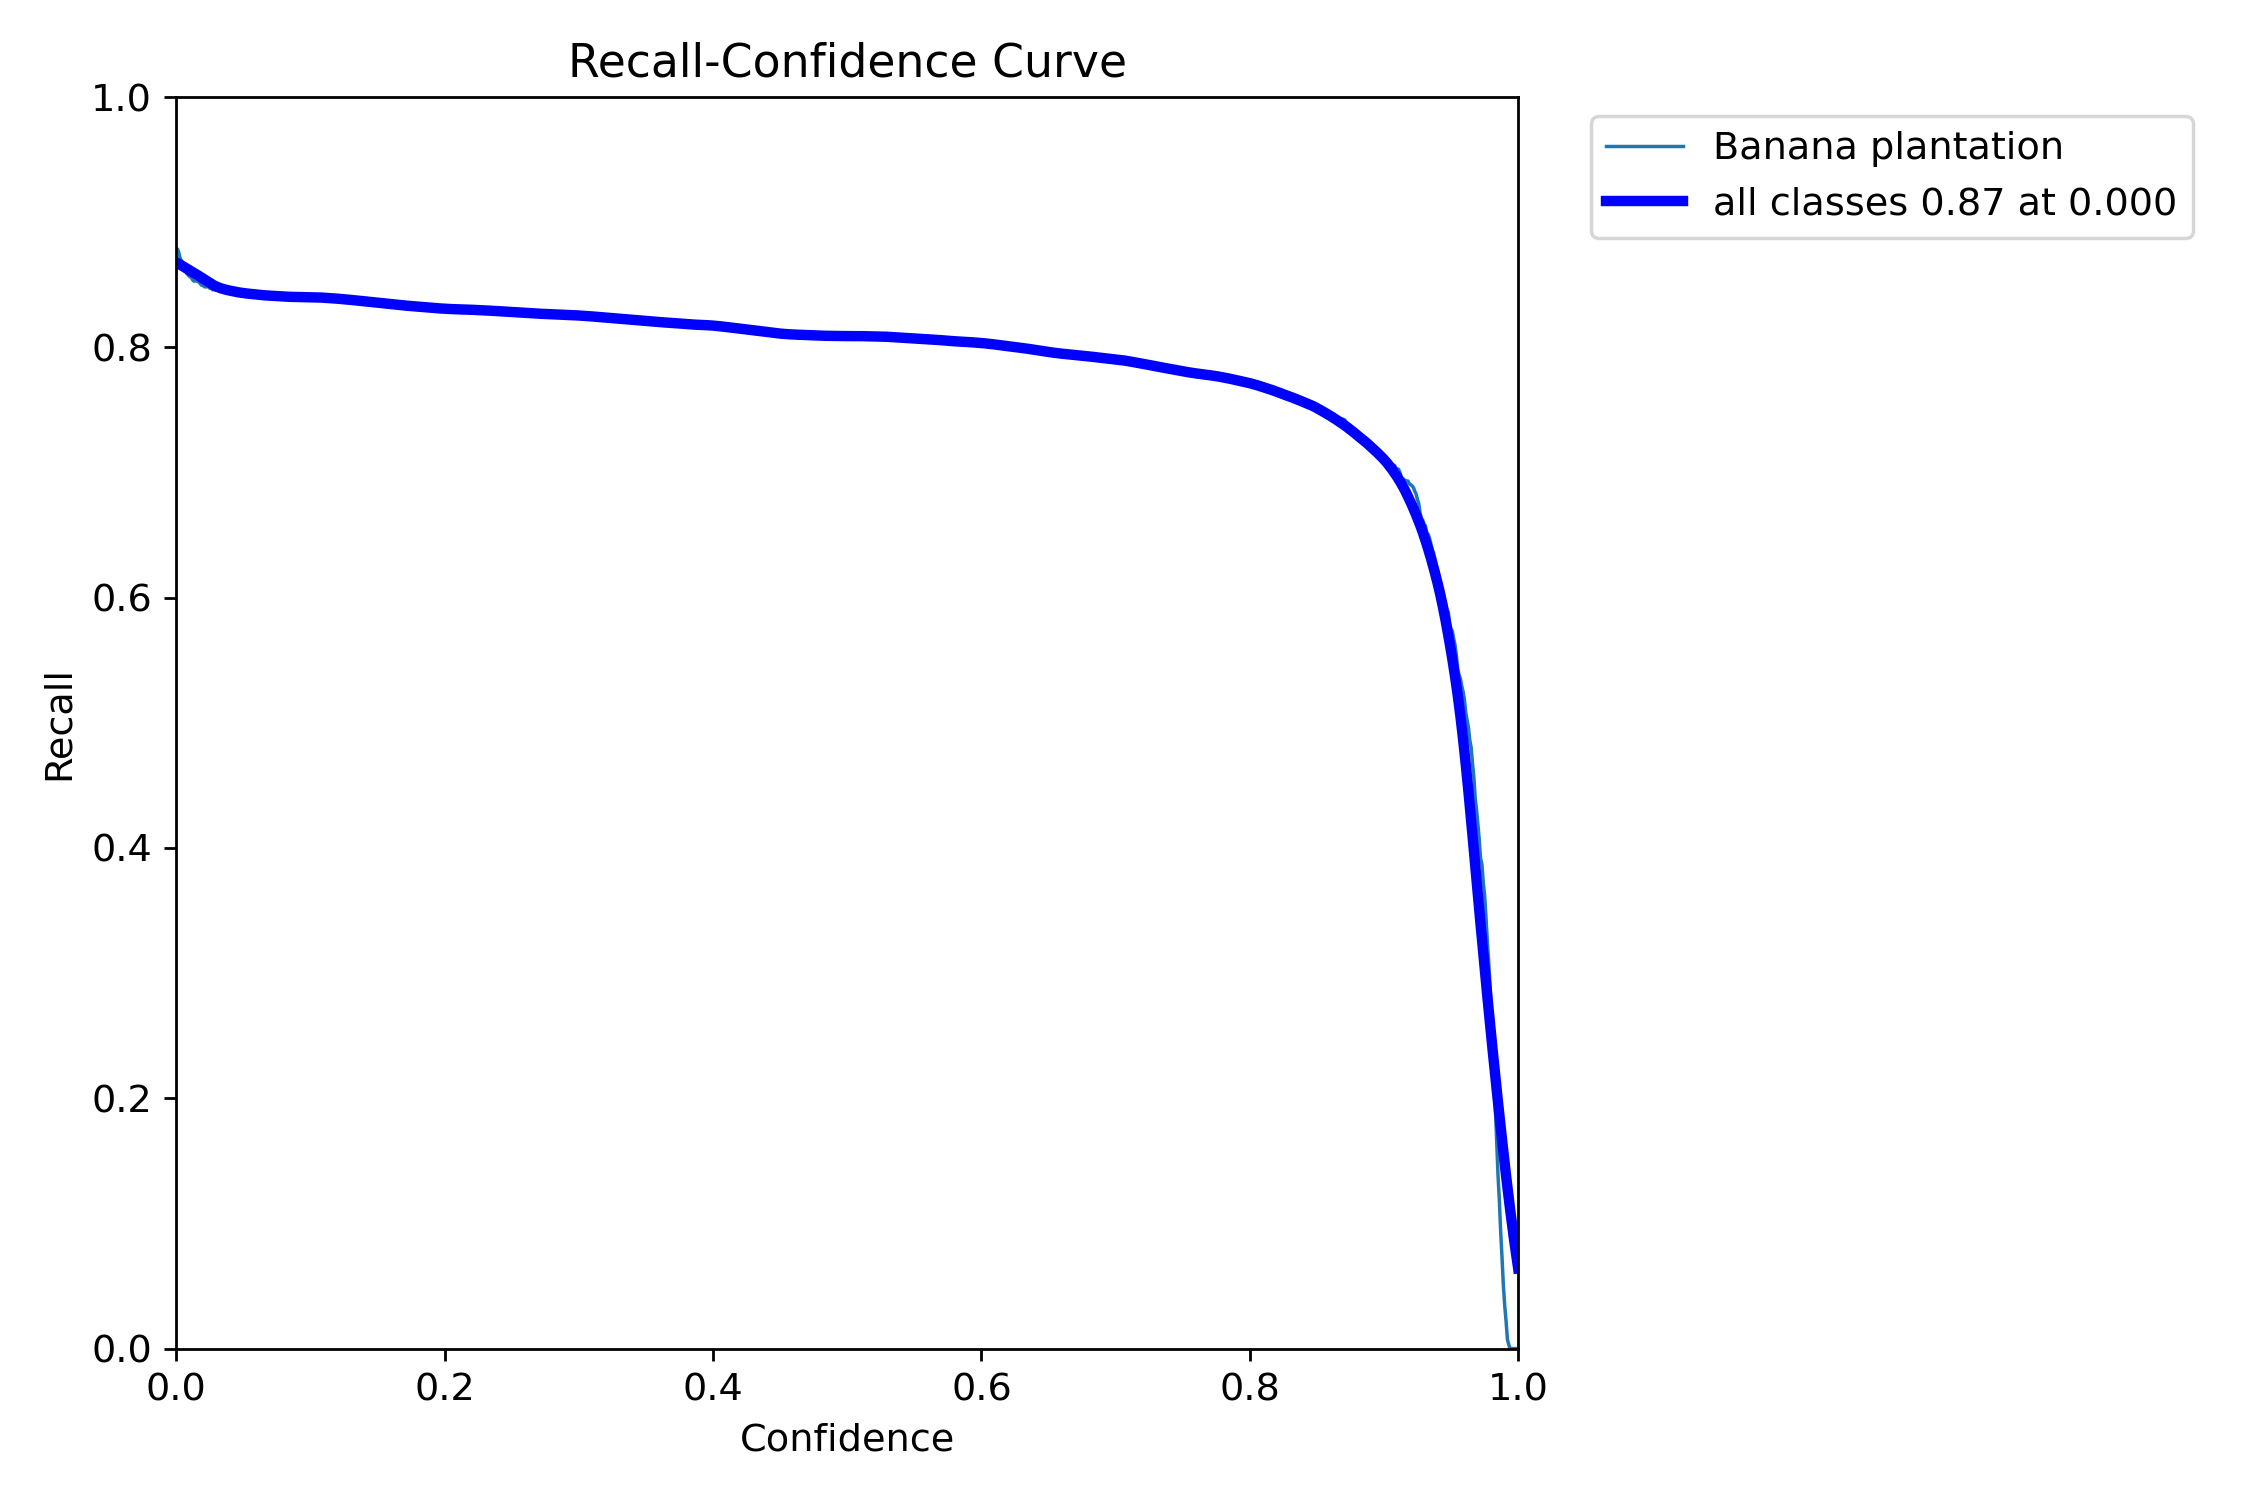 Recall-Confidence Curve
1.0
0.8
0.6
0.4
0.2
0.0
Recall
0.0 0.2 0.4 0.6 0.8 1.0
Confidence
Banana plantation
all classes 0.87 at 0.000